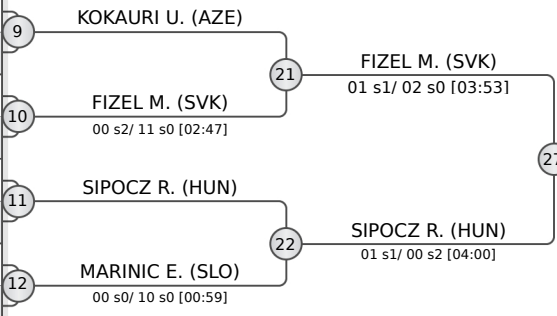 KOKAURI U. (AZE)
9
FIZEL M. (SVK)
01 s1/ 02 s0 [03:53]
21
FIZEL M. (SVK)
00 s2/ 11 s0 [02:47]
10
27
SIPOCZ R. (HUN)
11
SIPOCZ R. (HUN)
01 s1/ 00 s2 [04:00]
22
MARINIC E. (SLO)
00 s0/ 10 s0 [00:59]
12